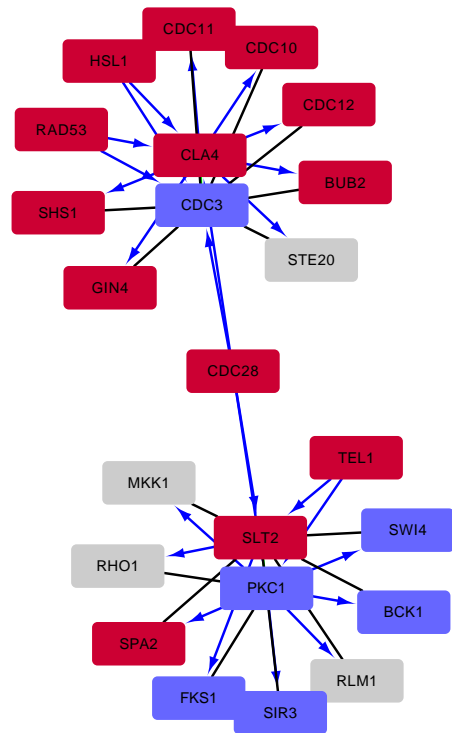 CDC11
CDC10
HSL1
CDC12
RAD53
CLA4
BUB2
CDC3
SHS1
STE20
GIN4
CDC28
TEL1
MKK1
SWI4
SLT2
RHO1
PKC1
BCK1
SPA2
RLM1
FKS1
SIR3